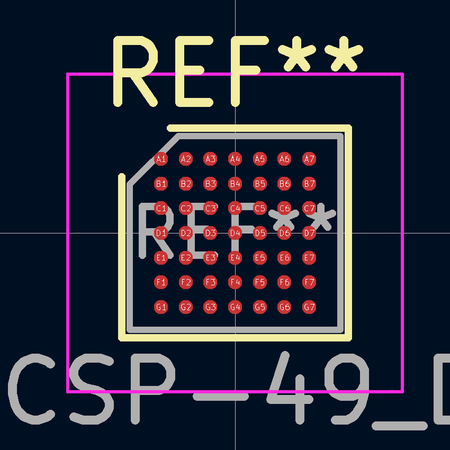 REF**
A1 A2 A3 A4 A5 A6 A7
B1 B2 B3 B4 B5 B6 B7
C1 C2 C3 C4 C5 C6 C7
REF**
D1 D2 D3 D4 D5 D6 D7
E1 E2 E3 E4 E5 E6 E7
F1 F2 F3 F4 F5 F6 F7
G1 G2 G3 G4 G5 G6 G7
CSP-49_D